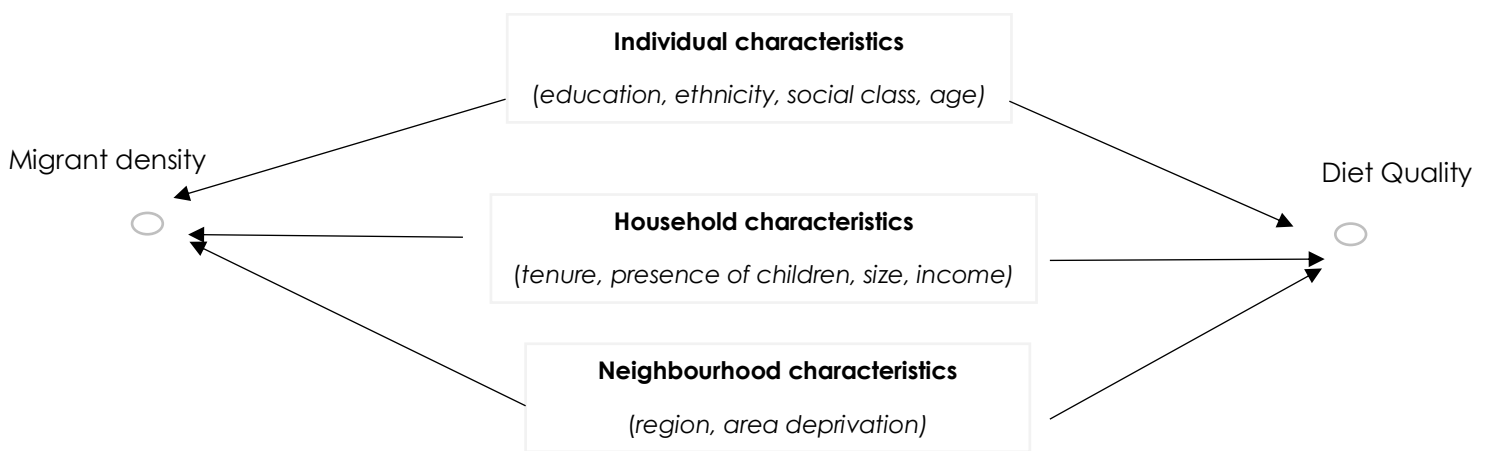 Individual characteristics
(education, ethnicity, social class, age)
Migrant density
Diet Quality
Household characteristics
(tenure, presence of children, size, income)
Neighbourhood characteristics
(region, area deprivation)